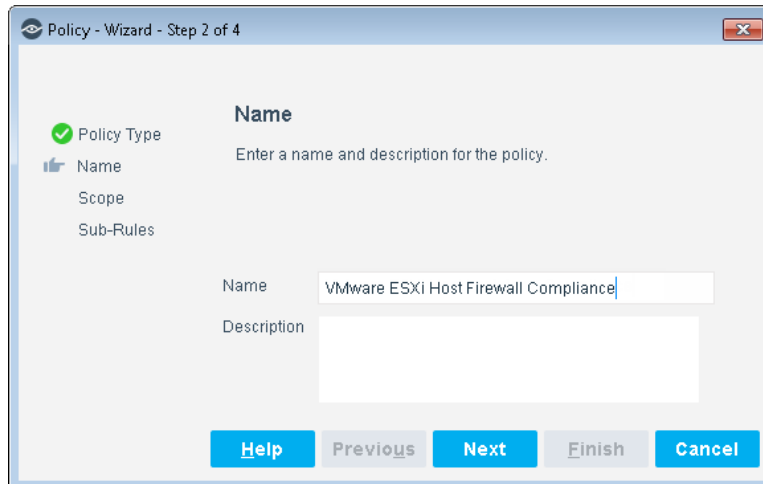 Policy - Wizard - Step 2 of 4
Policy Type
Name
Scope
Sub-Rules
Name
Enter a name and description for the policy.
Name VMware ESXi Host Firewall Compliance
Description
Help Previous Next Finish Cancel